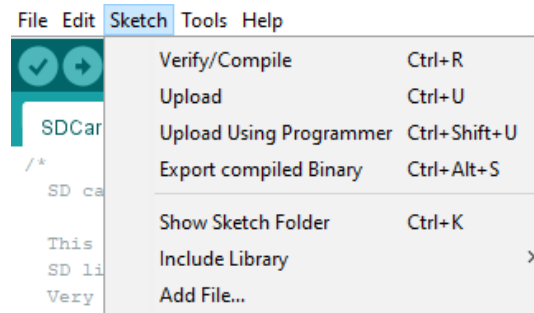 File Edit Sketch Tools Help
Verify/Compile Ctrl+R
Upload Ctrl+U
SDCar
Upload Using Programmer Ctrl+Shift+U
/*
Export compiled Binary Ctrl+Alt+S
SD ca
Show Sketch Folder Ctrl+K
This
Include Library >
SD li
Very
Add File...